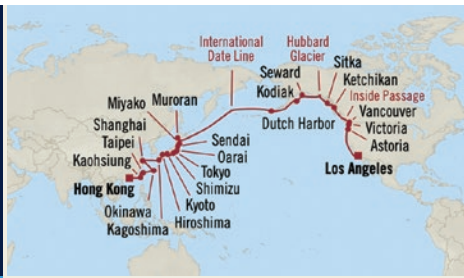 International
Date Line
Hubbard
Glacier
Sitka
Seward
Ketchikan
Kodiak
Inside Passage
Miyako
Muroran
Vancouver
Dutch Harbor
Victoria
Shanghai
Sendai
Astoria
Taipei
Oarai
Kaohsiung
Tokyo
Los Angeles
Shimizu
Hong Kong
Kyoto
Okinawa
Hiroshima
Kagoshima